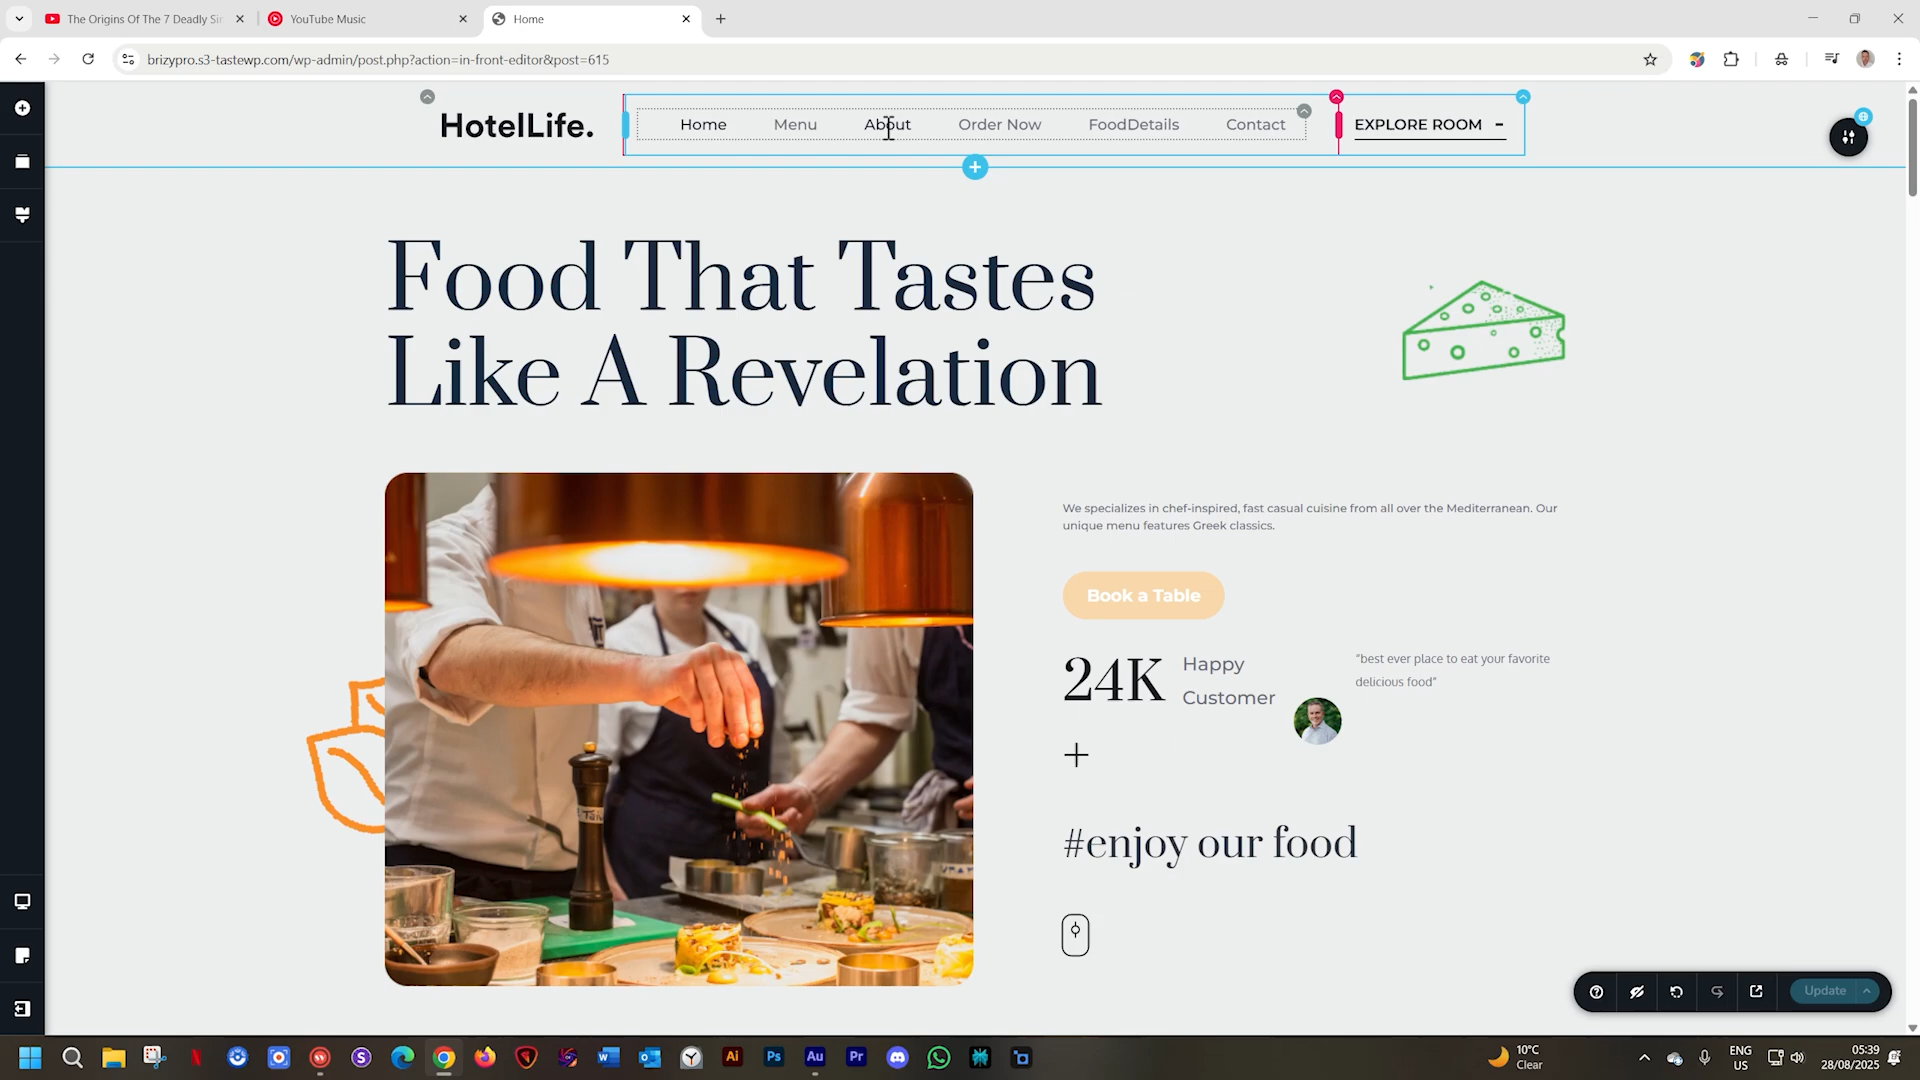 The Origins Of The 7 Deadly Sin
YouTube Music
Home
brizypro.s3-tastewp.com/wp-admin/post.php?action=in-front-editor&post=615
HotelLife.
Home
Menu
About
Order Now
FoodDetails
Contact
EXPLORE ROOM
Food That Tastes
Like A Revelation
We specializes in chef-inspired, fast casual cuisine from all over the Mediterranean. Our
unique menu features Greek classics.
Book a Table
24K
Happy
Customer
+
"best ever place to eat your favorite
delicious food"
#enjoy our food
Update
10°C
Clear
ENG
US
05:39
28/08/2025